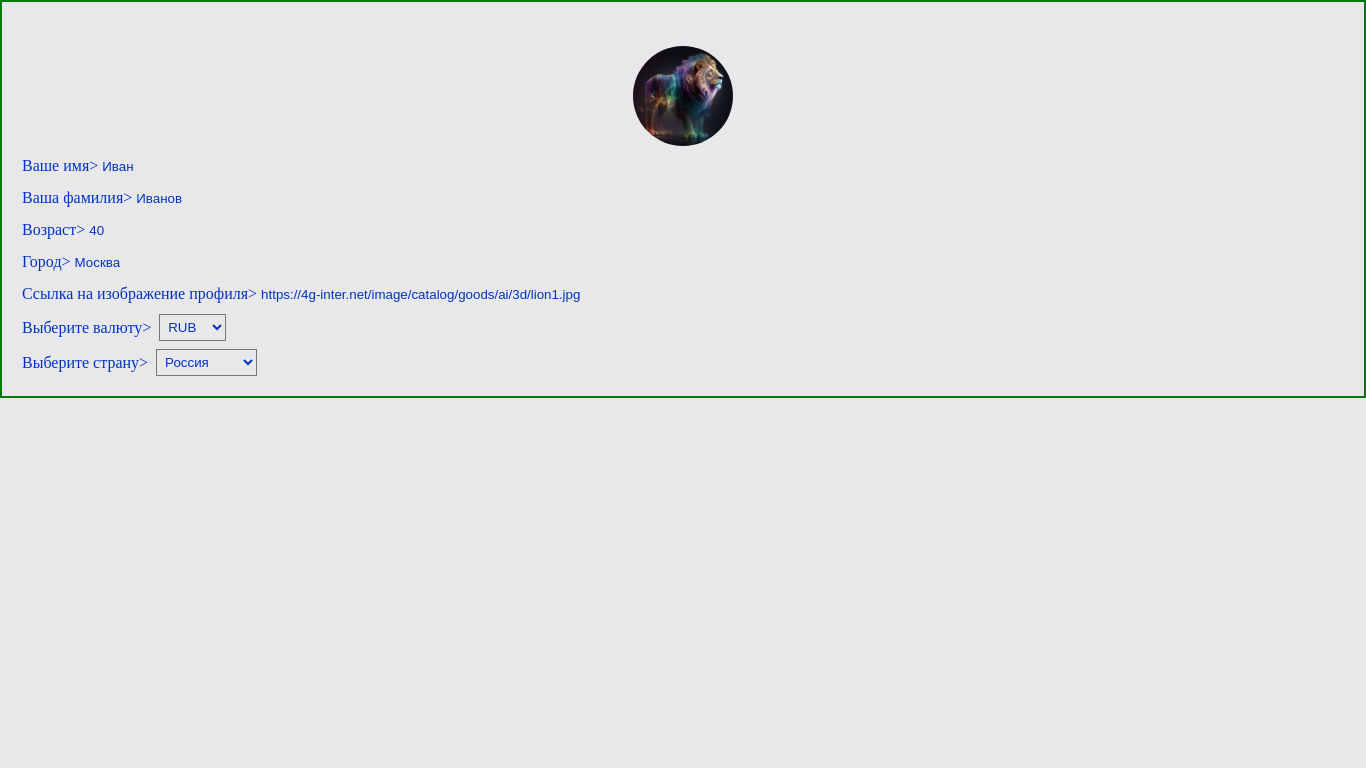 Ваше имя> Иван
Ваша фамилия> Иванов
Возраст> 40
Город> Москва
Ссылка на изображение профиля> https://4g-inter.net/image/catalog/goods/ai/3d/lion1.jpg
Выберите валюту> RUB
Выберите страну> Россия